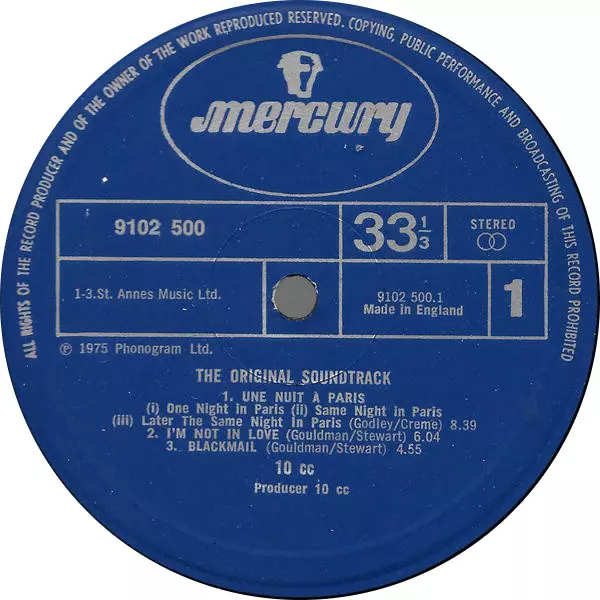 ALL RIGHTS OF THE RECORD PRODUCER AND OF THE OWNER OF THE WORK REPRODUCED RESERVED. COPYING, PUBLIC PERFORMANCE AND BROADCASTING OF THIS RECORD PROHIBITED
mercury
9102 500
33 1/3
STEREO
1-3.St. Annes Music Ltd.
9102 500.1
Made in England
1
℗ 1975 Phonogram Ltd.
THE ORIGINAL SOUNDTRACK
1. UNE NUIT À PARIS
(i) One Night in Paris (ii) Same Night in Paris
(iii) Later The Same Night In Paris (Godley/Creme) 8.39
2. I'M NOT IN LOVE (Gouldman/Stewart) 6.04
3. BLACKMAIL (Gouldman/Stewart) 4.55
10 cc
Producer 10 cc